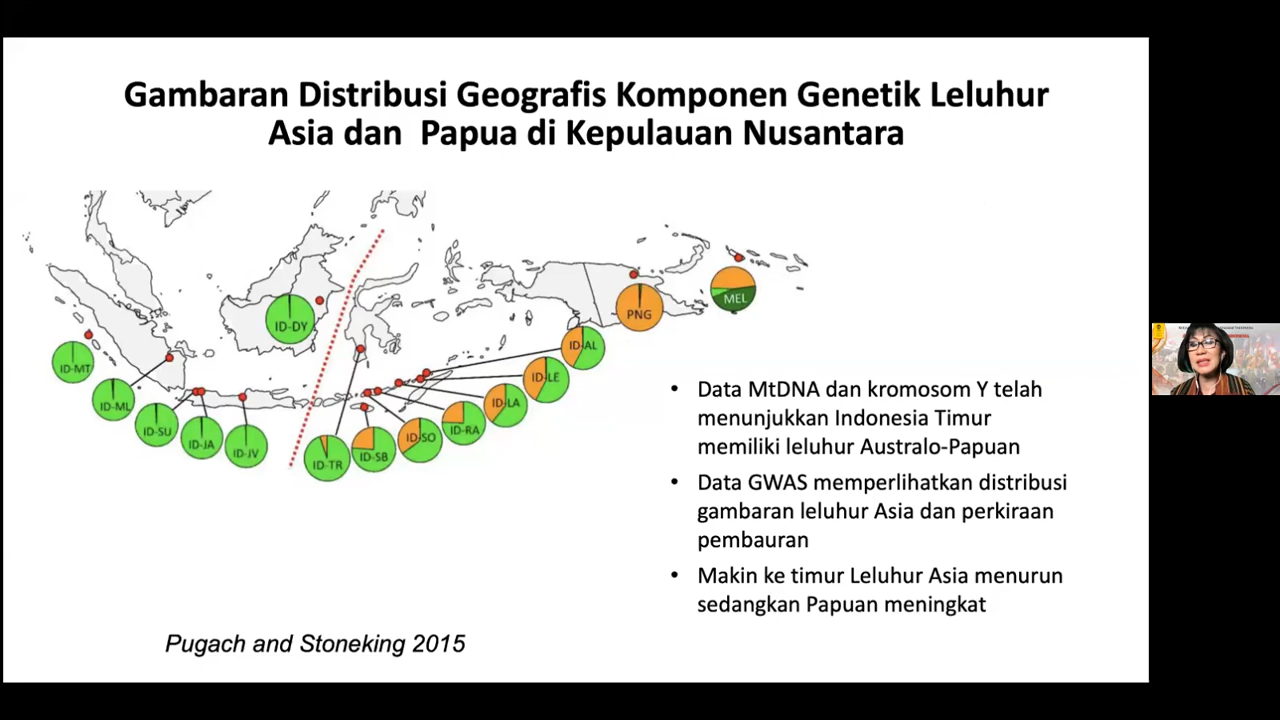 Gambaran Distribusi Geografis Komponen Genetik Leluhur
Asia dan Papua di Kepulauan Nusantara
ID-DY
MEL
PNG
ID-AL
ID-MT
ID-LE
ID-ML
ID-LA
ID-SU
ID-RA
ID-JA
ID-SO
ID-JV
ID-SB
ID-TR
• Data MtDNA dan kromosom Y telah
menunjukkan Indonesia Timur
memiliki leluhur Australo-Papuan
• Data GWAS memperlihatkan distribusi
gambaran leluhur Asia dan perkiraan
pembauran
• Makin ke timur Leluhur Asia menurun
sedangkan Papuan meningkat
Pugach and Stoneking 2015